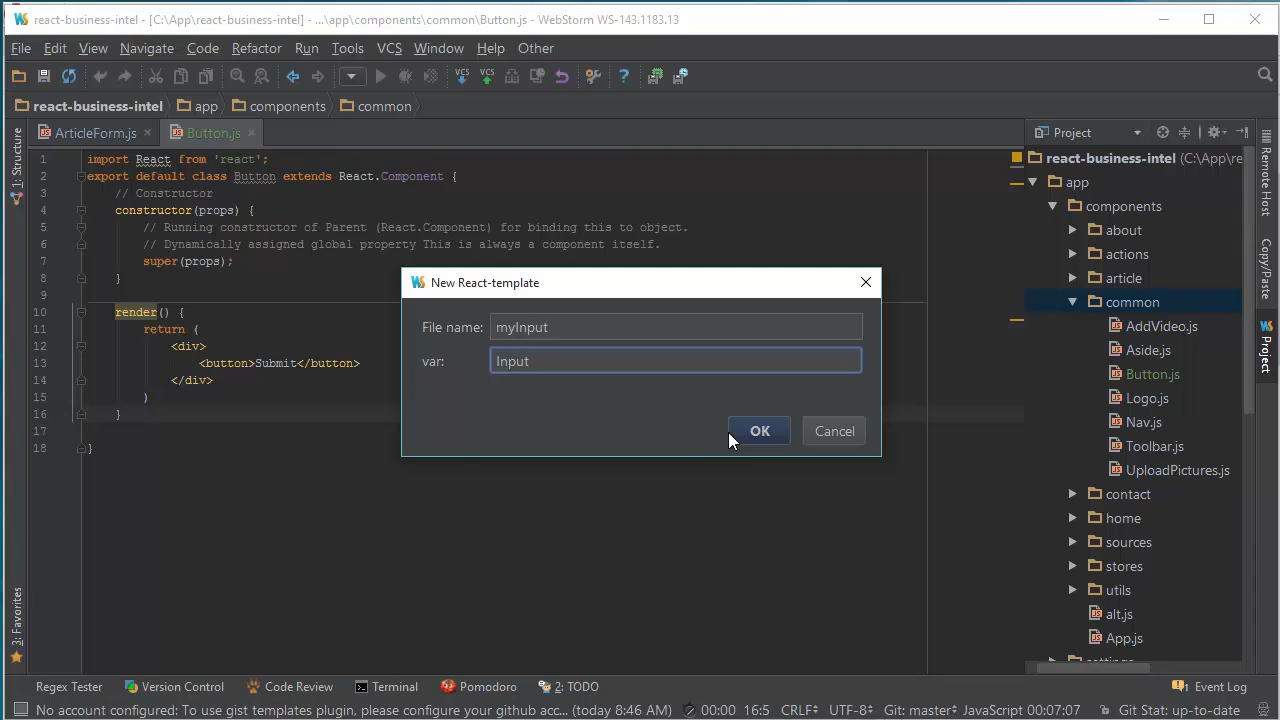 react-business-intel - [C:\App\react-business-intel] - ...\app\components\common\Button.js - WebStorm WS-143.1183.13
File Edit View Navigate Code Refactor Run Tools VCS Window Help Other
VCS VCS
react-business-intel app components common
1: Structure
ArticleForm.js Button.js
1 import React from 'react';
2 export default class Button extends React.Component {
3 // Constructor
4 constructor(props) {
5 // Running constructor of Parent (React.Component) for binding this to object.
6 // Dynamically assigned global property This is always a component itself.
7 super(props);
8 }
9
10 render() {
11 return (
12 <div>
13 <button>Submit</button>
14 </div>
15 )
16 }
17
18 }
New React-template
File name: myInput
var: Input
OK Cancel
Project
react-business-intel (C:\App\re
app
components
about
actions
article
common
AddVideo.js
Aside.js
Button.js
Logo.js
Nav.js
Toolbar.js
UploadPictures.js
contact
home
sources
stores
utils
alt.js
App.js
Remote Host
Copy/Paste
Project
2: Favorites
Regex Tester Version Control Code Review Terminal Pomodoro 2: TODO Event Log
No account configured: To use gist templates plugin, please configure your github acc... (today 8:46 AM) 00:00 16:5 CRLF UTF-8 Git: master JavaScript 00:07:07 Git Stat: up-to-date